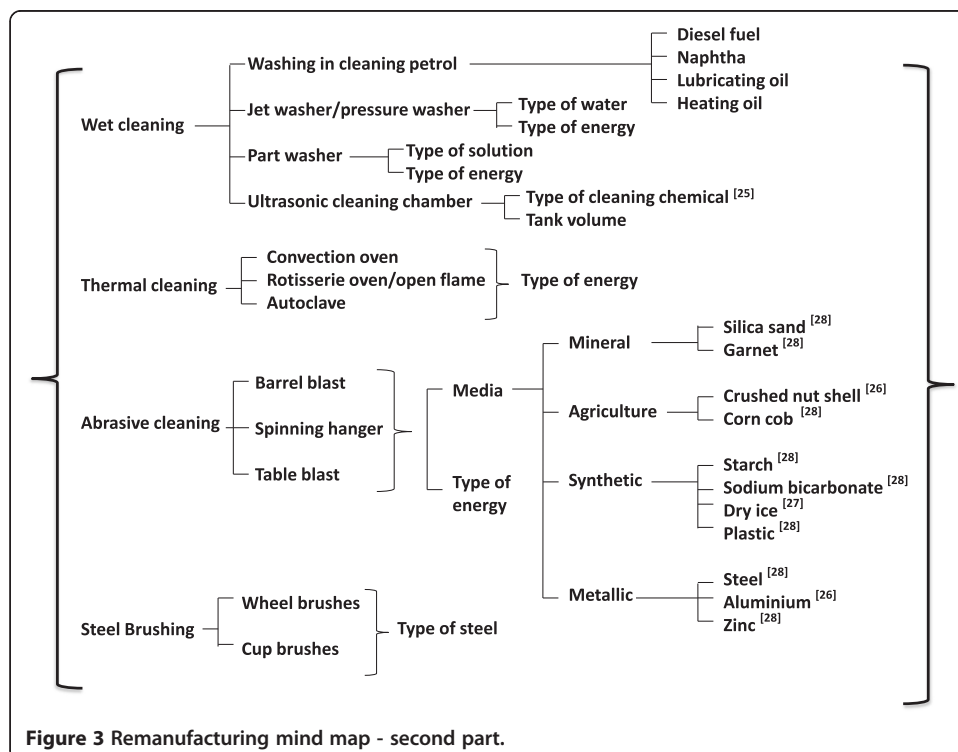 Wet cleaning
Washing in cleaning petrol
Diesel fuel
Naphtha
Lubricating oil
Heating oil
Jet washer/pressure washer
Type of water
Type of energy
Part washer
Type of solution
Type of energy
Ultrasonic cleaning chamber
Type of cleaning chemical [25]
Tank volume
Thermal cleaning
Convection oven
Rotisserie oven/open flame
Autoclave
Type of energy
Abrasive cleaning
Barrel blast
Spinning hanger
Table blast
Media
Mineral
Silica sand [28]
Garnet [28]
Agriculture
Crushed nut shell [26]
Corn cob [28]
Synthetic
Starch [28]
Sodium bicarbonate [28]
Dry ice [27]
Plastic [28]
Metallic
Steel [28]
Aluminium [26]
Zinc [28]
Type of
energy
Steel Brushing
Wheel brushes
Cup brushes
Type of steel
Figure 3 Remanufacturing mind map - second part.